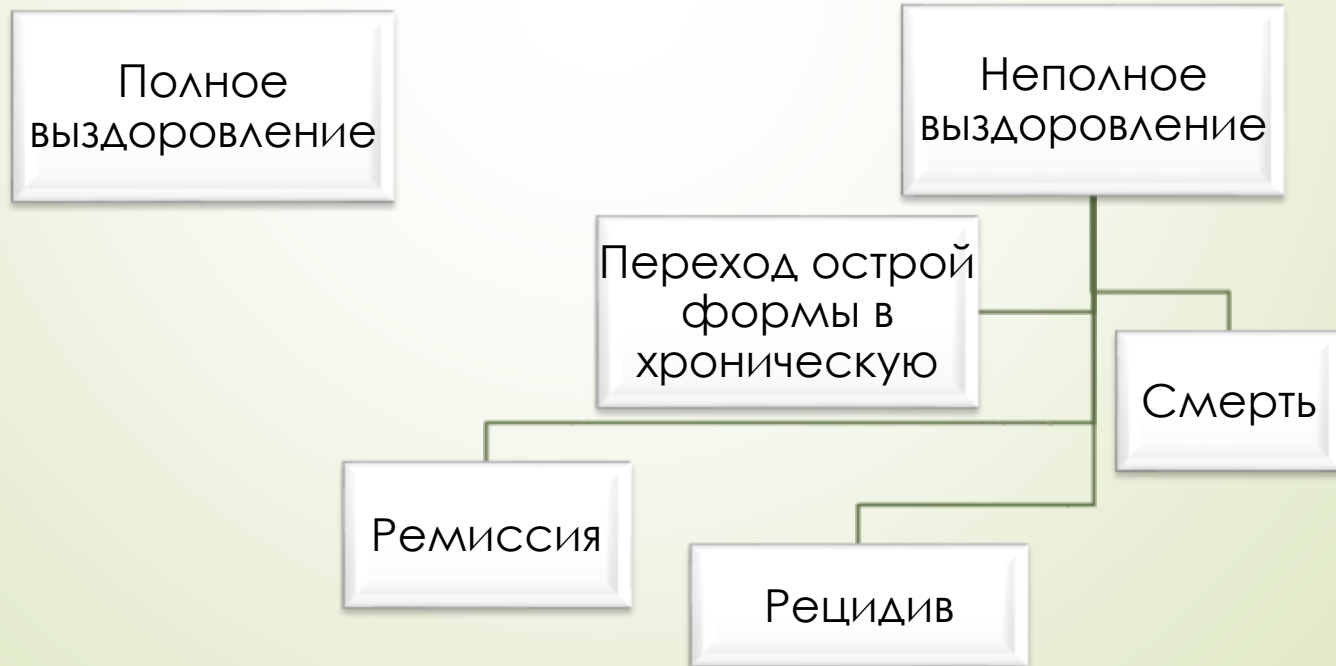 Полное
выздоровление
Неполное
выздоровление
Переход острой
формы в
хроническую
Смерть
Ремиссия
Рецидив